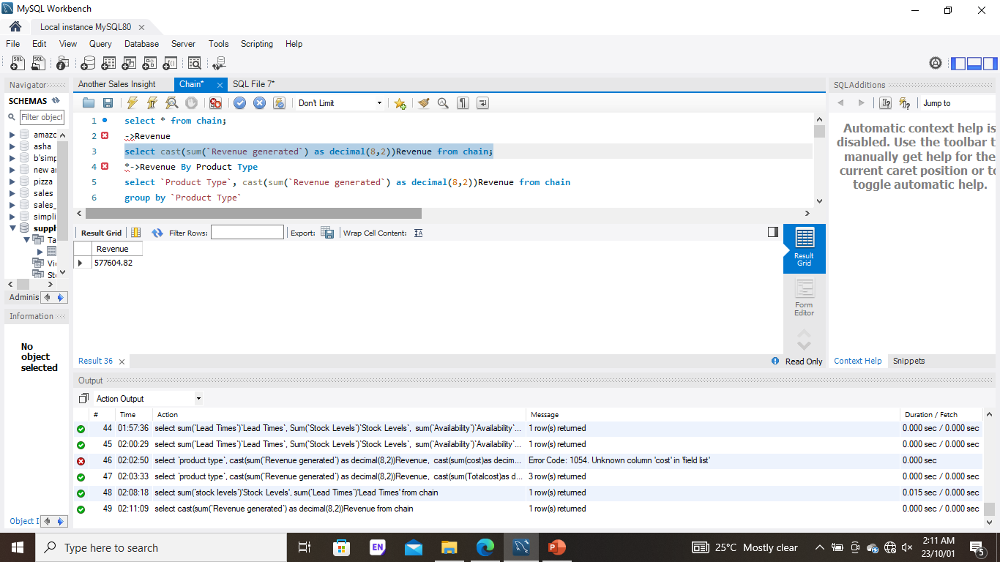 MySQL Workbench
Local instance MySQL80
File Edit View Query Database Server Tools Scripting Help
Navigator
SCHEMAS
Filter object
amazo
asha
b'simp
new ar
pizza
sales
sales_
simpli
suppl
Ta
Vi
St
Adminis
Information
No
object
selected
Object I
Another Sales Insight Chain* SQL File 7*
Don't Limit
1 select * from chain;
2 ->Revenue
3 select cast(sum(`Revenue generated`) as decimal(8,2))Revenue from chain;
4 *->Revenue By Product Type
5 select `Product Type`, cast(sum(`Revenue generated`) as decimal(8,2))Revenue from chain
6 group by `Product Type`
Result Grid Filter Rows: Export: Wrap Cell Content:
Revenue
577604.82
Result
Grid
Form
Editor
Result 36
Read Only
SQLAdditions
Jump to
Automatic context help is
disabled. Use the toolbar t
manually get help for the
current caret position or to
toggle automatic help.
Context Help Snippets
Output
Action Output
# Time Action Message Duration / Fetch
44 01:57:36 select sum(`Lead Times`)`Lead Times`, Sum(`Stock Levels`)`Stock Levels`, sum(`Availability`)`Availability`... 1 row(s) returned 0.000 sec / 0.000 sec
45 02:00:29 select sum(`Lead Times`)`Lead Times`, Sum(`Stock Levels`)`Stock Levels`, sum(`Availability`)`Availability`... 1 row(s) returned 0.000 sec / 0.000 sec
46 02:02:50 select `product type`, cast(sum(`Revenue generated`) as decimal(8,2))Revenue, cast(sum(cost)as decim... Error Code: 1054. Unknown column 'cost' in 'field list' 0.000 sec
47 02:03:33 select `product type`, cast(sum(`Revenue generated`) as decimal(8,2))Revenue, cast(sum(Totalcost)as d... 3 row(s) returned 0.000 sec / 0.000 sec
48 02:08:18 select sum(`stock levels`)'Stock Levels', sum(`Lead Times`)'Lead Times' from chain 1 row(s) returned 0.015 sec / 0.000 sec
49 02:11:09 select cast(sum(`Revenue generated`) as decimal(8,2))Revenue from chain 1 row(s) returned 0.000 sec / 0.000 sec
Type here to search
EN
25°C Mostly clear
2:11 AM
23/10/01
5